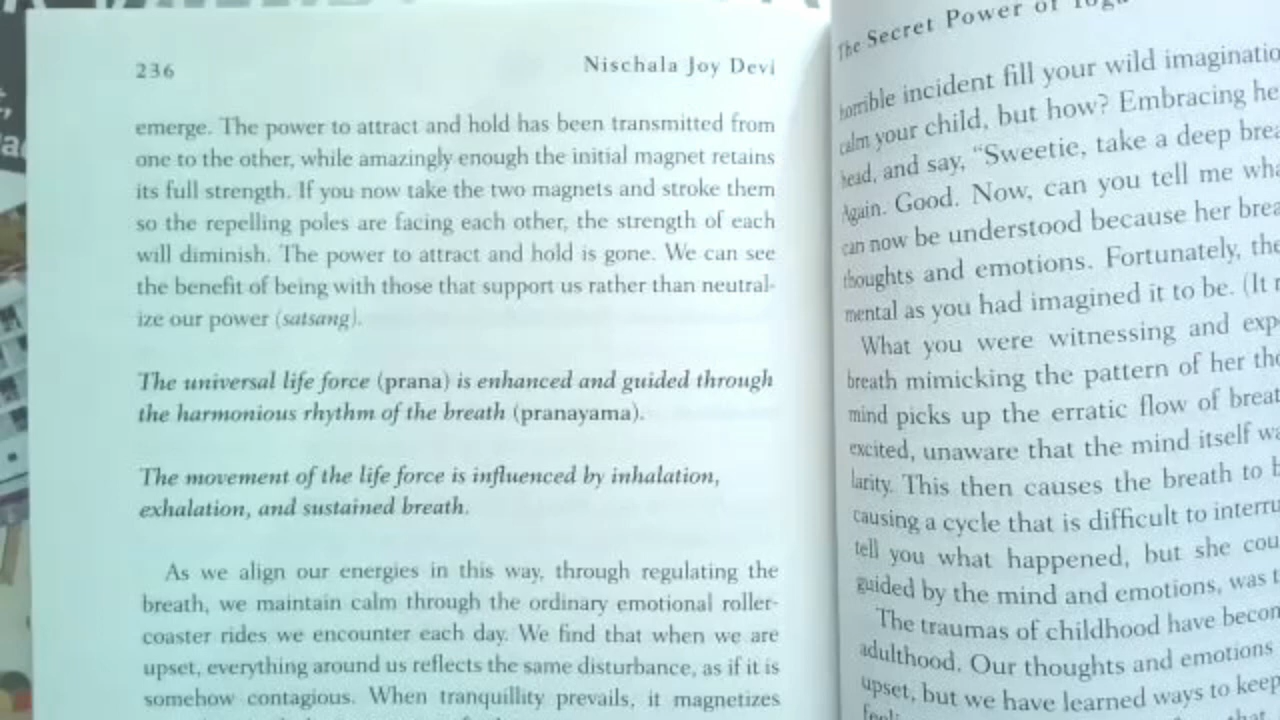 236
Nischala Joy Devi
emerge. The power to attract and hold has been transmitted from
one to the other, while amazingly enough the initial magnet retains
its full strength. If you now take the two magnets and stroke them
so the repelling poles are facing each other, the strength of each
will diminish. The power to attract and hold is gone. We can see
the benefit of being with those that support us rather than neutral-
ize our power (satsang).
The universal life force (prana) is enhanced and guided through
the harmonious rhythm of the breath (pranayama).
The movement of the life force is influenced by inhalation,
exhalation, and sustained breath.
As we align our energies in this way, through regulating the
breath, we maintain calm through the ordinary emotional roller-
coaster rides we encounter each day. We find that when we are
upset, everything around us reflects the same disturbance, as if it is
somehow contagious. When tranquillity prevails, it magnetizes
The Secret Power of Yoga
horrible incident fill your wild imaginatio
calm your child, but how? Embracing he
head, and say, “Sweetie, take a deep brea
Again. Good. Now, can you tell me wha
can now be understood because her brea
thoughts and emotions. Fortunately, the
mental as you had imagined it to be. (It
What you were witnessing and exp
breath mimicking the pattern of her tho
mind picks up the erratic flow of breat
excited, unaware that the mind itself wa
larity. This then causes the breath to b
causing a cycle that is difficult to interru
tell you what happened, but she cou
guided by the mind and emotions, was t
The traumas of childhood have becom
adulthood. Our thoughts and emotions
upset, but we have learned ways to keep